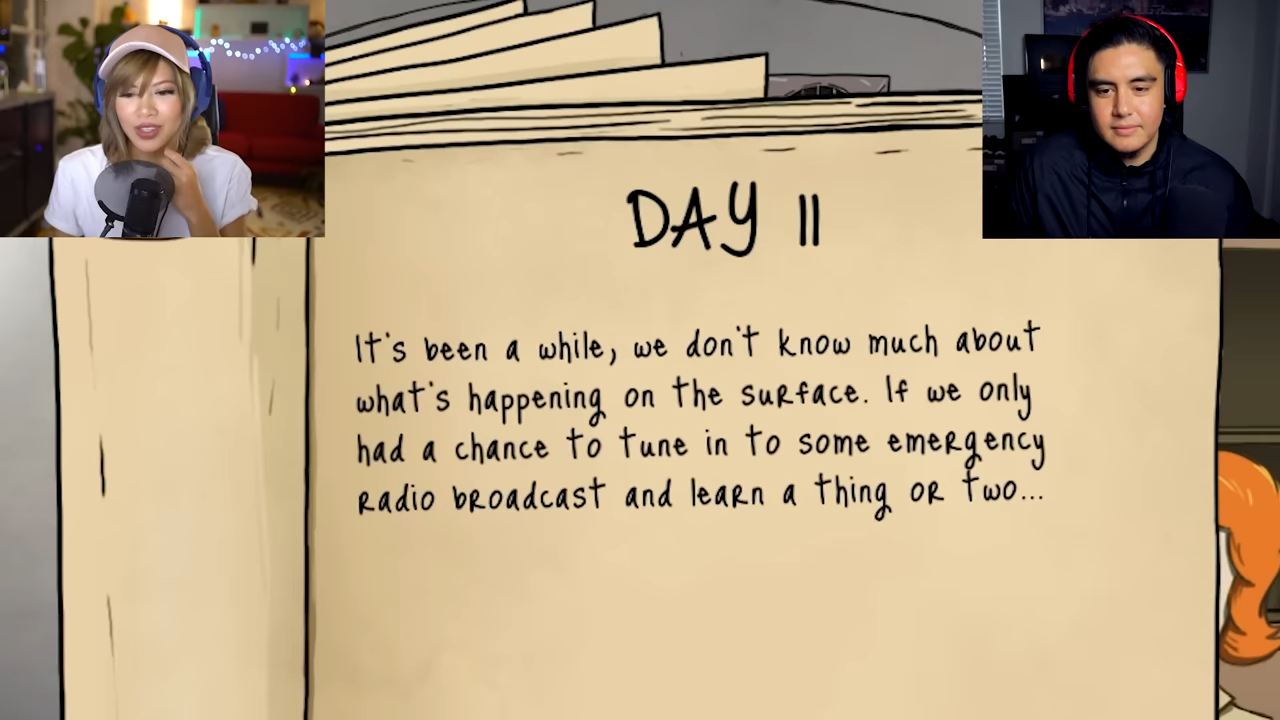 DAY 11
It's been a while, we don't know much about
what's happening on the surface. If we only
had a chance to tune in to some emergency
radio broadcast and learn a thing or two...